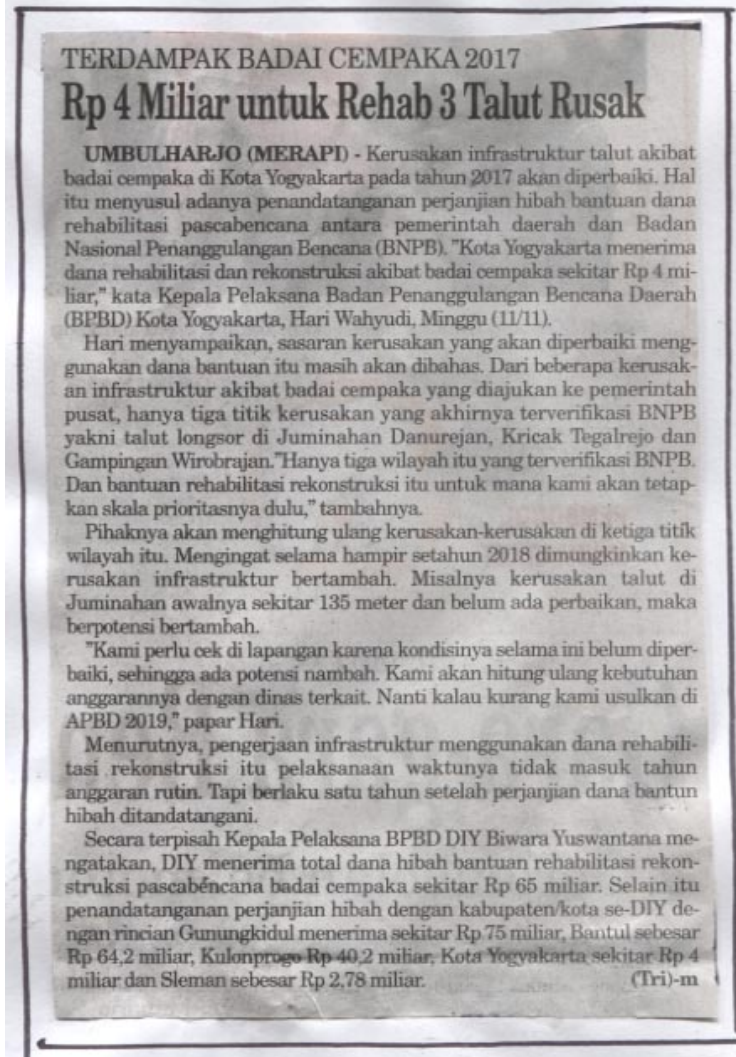 TERDAMPAK BADAI CEMPAKA 2017
Rp 4 Miliar untuk Rehab 3 Talut Rusak
UMBULHARJO (MERAPI) - Kerusakan infrastruktur talut akibat
badai cempaka di Kota Yogyakarta pada tahun 2017 akan diperbaiki. Hal
itu menyusul adanya penandatanganan perjanjian hibah bantuan dana
rehabilitasi pascabencana antara pemerintah daerah dan Badan
Nasional Penanggulangan Bencana (BNPB). "Kota Yogyakarta menerima
dana rehabilitasi dan rekonstruksi akibat badai cempaka sekitar Rp 4 mi-
liar," kata Kepala Pelaksana Badan Penanggulangan Bencana Daerah
(BPBD) Kota Yogyakarta, Hari Wahyudi, Minggu (11/11).
Hari menyampaikan, sasaran kerusakan yang akan diperbaiki meng-
gunakan dana bantuan itu masih akan dibahas. Dari beberapa kerusak-
an infrastruktur akibat badai cempaka yang diajukan ke pemerintah
pusat, hanya tiga titik kerusakan yang akhirnya terverifikasi BNPB
yakni talut longsor di Juminahan Danurejan, Kricak Tegalrejo dan
Gampingan Wirobrajan."Hanya tiga wilayah itu yang terverifikasi BNPB.
Dan bantuan rehabilitasi rekonstruksi itu untuk mana kami akan tetap-
kan skala prioritasnya dulu," tambahnya.
Pihaknya akan menghitung ulang kerusakan-kerusakan di ketiga titik
wilayah itu. Mengingat selama hampir setahun 2018 dimungkinkan ke-
rusakan infrastruktur bertambah. Misalnya kerusakan talut di
Juminahan awalnya sekitar 135 meter dan belum ada perbaikan, maka
berpotensi bertambah.
"Kami perlu cek di lapangan karena kondisinya selama ini belum diper-
baiki, sehingga ada potensi nambah. Kami akan hitung ulang kebutuhan
anggarannya dengan dinas terkait. Nanti kalau kurang kami usulkan di
APBD 2019," papar Hari.
Menurutnya, pengerjaan infrastruktur menggunakan dana rehabili-
tasi rekonstruksi itu pelaksanaan waktunya tidak masuk tahun
anggaran rutin. Tapi berlaku satu tahun setelah perjanjian dana bantun
hibah ditandatangani.
Secara terpisah Kepala Pelaksana BPBD DIY Biwara Yuswantana me-
ngatakan, DIY menerima total dana hibah bantuan rehabilitasi rekon-
struksi pascabencana badai cempaka sekitar Rp 65 miliar. Selain itu
penandatanganan perjanjian hibah dengan kabupaten/kota se-DIY de-
ngan rincian Gunungkidul menerima sekitar Rp 75 miliar, Bantul sebesar
Rp 64,2 miliar, Kulonprogo Rp 40,2 miliar, Kota Yogyakarta sekitar Rp 4
miliar dan Sleman sebesar Rp 2,78 miliar. (Tri)-m